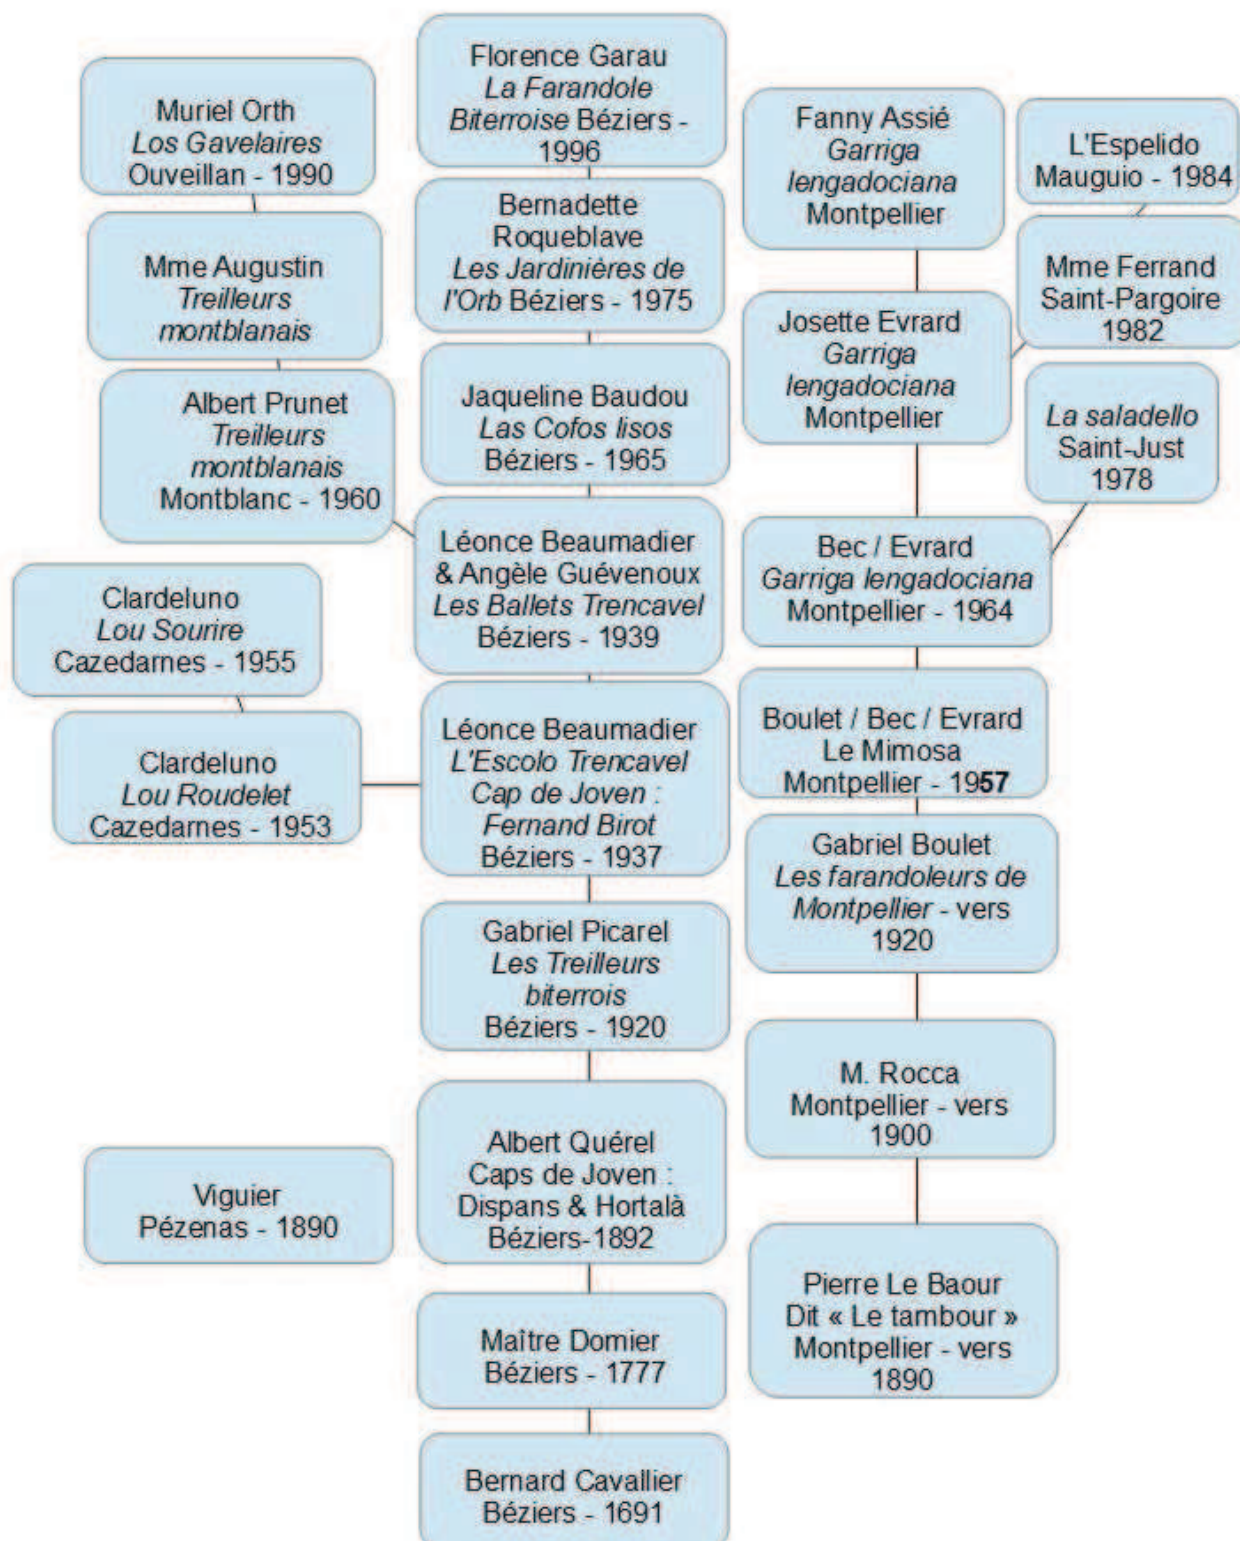 Florence Garau
La Farandole
Biterroise Béziers -
1996
Muriel Orth
Los Gavelaires
Ouveillan - 1990
Fanny Assié
Garriga
lengadociana
Montpellier
L'Espelido
Mauguio - 1984
Bernadette
Roqueblave
Les Jardinières de
l'Orb Béziers - 1975
Mme Augustin
Treilleurs
montblanais
Mme Ferrand
Saint-Pargoire
1982
Josette Evrard
Garriga
lengadociana
Montpellier
Jaqueline Baudou
Las Cofos lisos
Béziers - 1965
Albert Prunet
Treilleurs
montblanais
Montblanc - 1960
La saladello
Saint-Just
1978
Léonce Beaumadier
& Angèle Guévenoux
Les Ballets Trencavel
Béziers - 1939
Bec / Evrard
Garriga lengadociana
Montpellier - 1964
Clardeluno
Lou Sourire
Cazedarnes - 1955
Léonce Beaumadier
L'Escolo Trencavel
Cap de Joven :
Fernand Birot
Béziers - 1937
Boulet / Bec / Evrard
Le Mimosa
Montpellier - 1957
Clardeluno
Lou Roudelet
Cazedarnes - 1953
Gabriel Boulet
Les farandoleurs de
Montpellier - vers
1920
Gabriel Picarel
Les Treilleurs
biterrois
Béziers - 1920
M. Rocca
Montpellier - vers
1900
Albert Quérel
Caps de Joven :
Dispans & Hortalà
Béziers-1892
Viguier
Pézenas - 1890
Pierre Le Baour
Dit « Le tambour »
Montpellier - vers
1890
Maître Domier
Béziers - 1777
Bernard Cavallier
Béziers - 1691